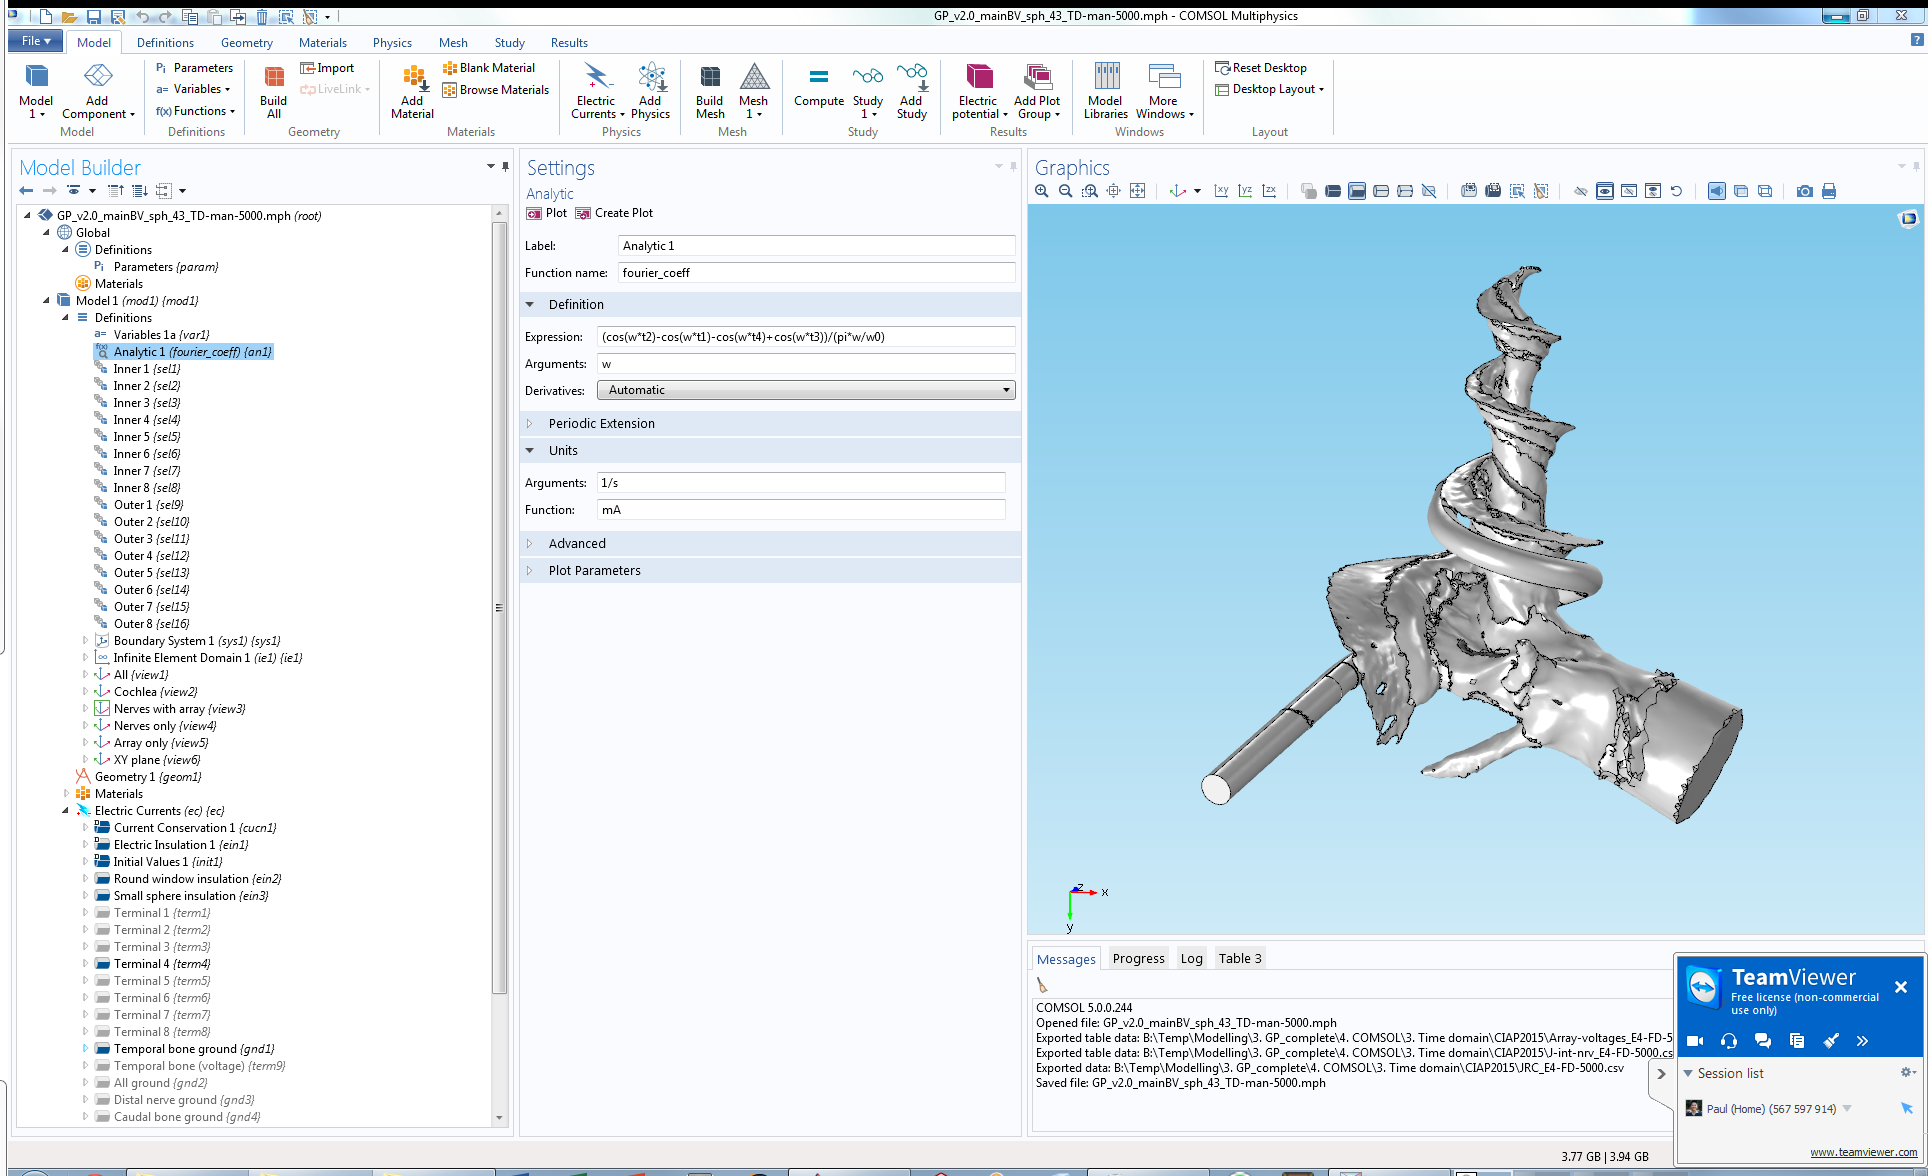 GP_v2.0_mainBV_sph_43_TD-man-5000.mph - COMSOL Multiphysics
File Model Definitions Geometry Materials Physics Mesh Study Results
Model 1 Add Component Model
Pi Parameters
a= Variables
f(x) Functions
Definitions
Build All Import LiveLink Geometry
Add Material Blank Material Browse Materials Materials
Electric Currents Add Physics Physics
Build Mesh Mesh 1 Mesh
Compute Study 1 Add Study Study
Electric potential Add Plot Group Results
Model Libraries More Windows Windows
Reset Desktop Desktop Layout Layout
Model Builder
GP_v2.0_mainBV_sph_43_TD-man-5000.mph (root)
Global
Definitions
Pi Parameters {param}
Materials
Model 1 (mod1) {mod1}
Definitions
a= Variables 1a {var1}
Analytic 1 (fourier_coeff) {an1}
Inner 1 {sel1}
Inner 2 {sel2}
Inner 3 {sel3}
Inner 4 {sel4}
Inner 5 {sel5}
Inner 6 {sel6}
Inner 7 {sel7}
Inner 8 {sel8}
Outer 1 {sel9}
Outer 2 {sel10}
Outer 3 {sel11}
Outer 4 {sel12}
Outer 5 {sel13}
Outer 6 {sel14}
Outer 7 {sel15}
Outer 8 {sel16}
Boundary System 1 (sys1) {sys1}
Infinite Element Domain 1 (ie1) {ie1}
All {view1}
Cochlea {view2}
Nerves with array {view3}
Nerves only {view4}
Array only {view5}
XY plane {view6}
Geometry 1 {geom1}
Materials
Electric Currents (ec) {ec}
Current Conservation 1 {cucn1}
Electric Insulation 1 {ein1}
Initial Values 1 {init1}
Round window insulation {ein2}
Small sphere insulation {ein3}
Terminal 1 {term1}
Terminal 2 {term2}
Terminal 3 {term3}
Terminal 4 {term4}
Terminal 5 {term5}
Terminal 6 {term6}
Terminal 7 {term7}
Terminal 8 {term8}
Temporal bone ground {gnd1}
Temporal bone (voltage) {term9}
All ground {gnd2}
Distal nerve ground {gnd3}
Caudal bone ground {gnd4}
Settings
Analytic
Plot Create Plot
Label: Analytic 1
Function name: fourier_coeff
Definition
Expression: (cos(w*t2)-cos(w*t1)-cos(w*t4)+cos(w*t3))/(pi*w/w0)
Arguments: w
Derivatives: Automatic
Periodic Extension
Units
Arguments: 1/s
Function: mA
Advanced
Plot Parameters
Graphics
xy yz zx
z x
y
Messages Progress Log Table 3
COMSOL 5.0.0.244
Opened file: GP_v2.0_mainBV_sph_43_TD-man-5000.mph
Exported table data: B:\Temp\Modelling\3. GP_complete\4. COMSOL\3. Time domain\CIAP2015\Array-voltages_E4-FD-5
Exported table data: B:\Temp\Modelling\3. GP_complete\4. COMSOL\3. Time domain\CIAP2015\J-int-nrv_E4-FD-5000.cs
Exported data: B:\Temp\Modelling\3. GP_complete\4. COMSOL\3. Time domain\CIAP2015\JRC_E4-FD-5000.csv
Saved file: GP_v2.0_mainBV_sph_43_TD-man-5000.mph
TeamViewer
Free license (non-commercial
use only)
Session list
Paul (Home) (567 597 914)
www.teamviewer.com
3.77 GB | 3.94 GB